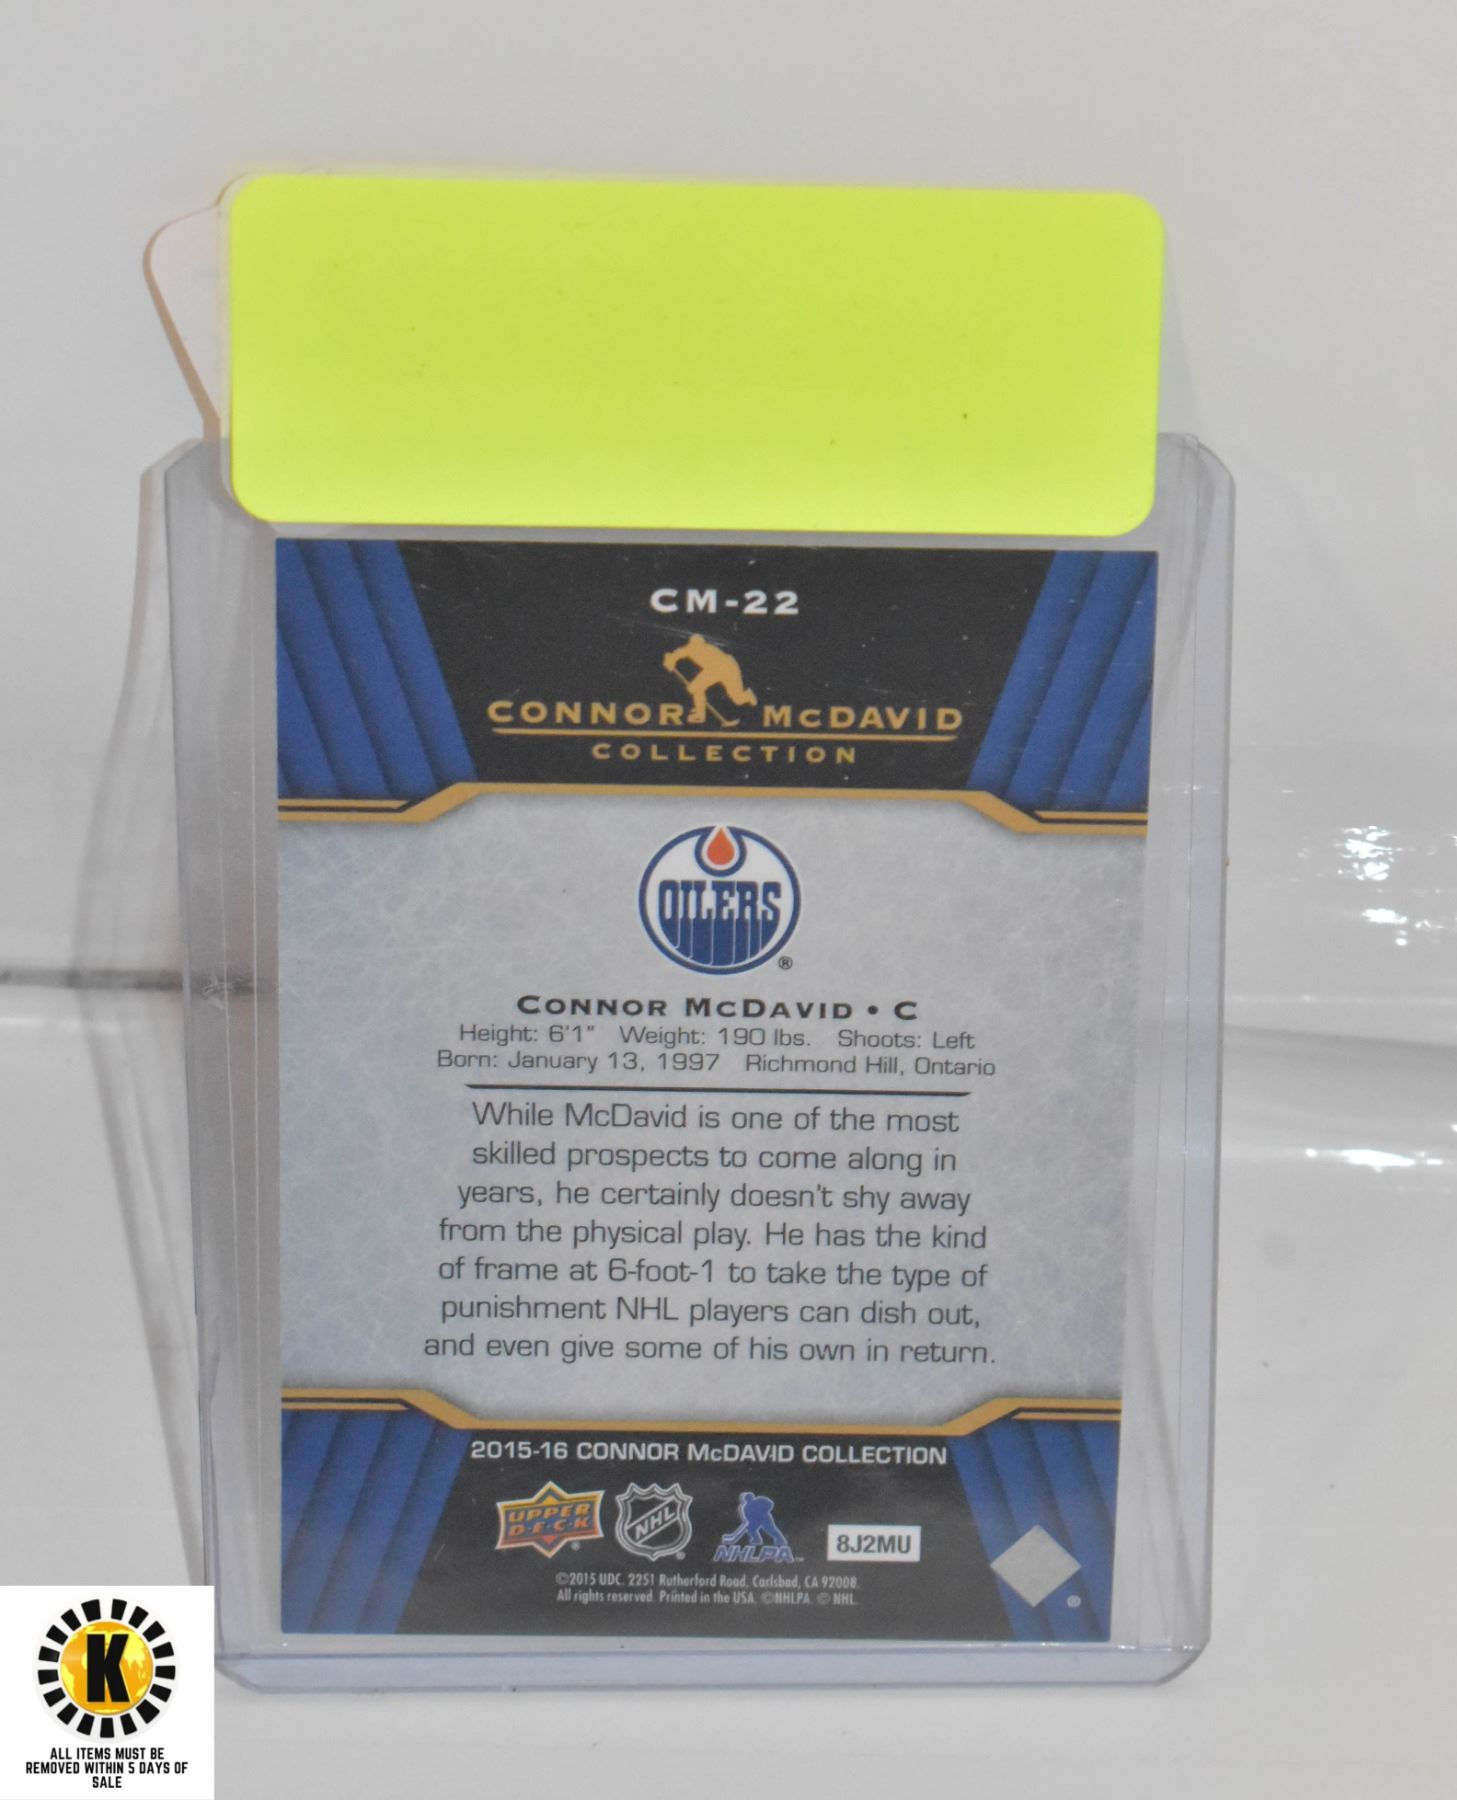 CM-22
CONNOR McDAVID
COLLECTION
OILERS
®
CONNOR McDAVID • C
Height: 6'1" Weight: 190 lbs. Shoots: Left
Born: January 13, 1997 Richmond Hill, Ontario
While McDavid is one of the most
skilled prospects to come along in
years, he certainly doesn't shy away
from the physical play. He has the kind
of frame at 6-foot-1 to take the type of
punishment NHL players can dish out,
and even give some of his own in return.
2015-16 CONNOR McDAVID COLLECTION
UPPER
D·E·C·K
NHL
NHLPA
8J2MU
©2015 UDC. 2251 Rutherford Road, Carlsbad, CA 92008.
All rights reserved. Printed in the USA. ©NHLPA. © NHL.
®
K
ALL ITEMS MUST BE
REMOVED WITHIN 5 DAYS OF
SALE